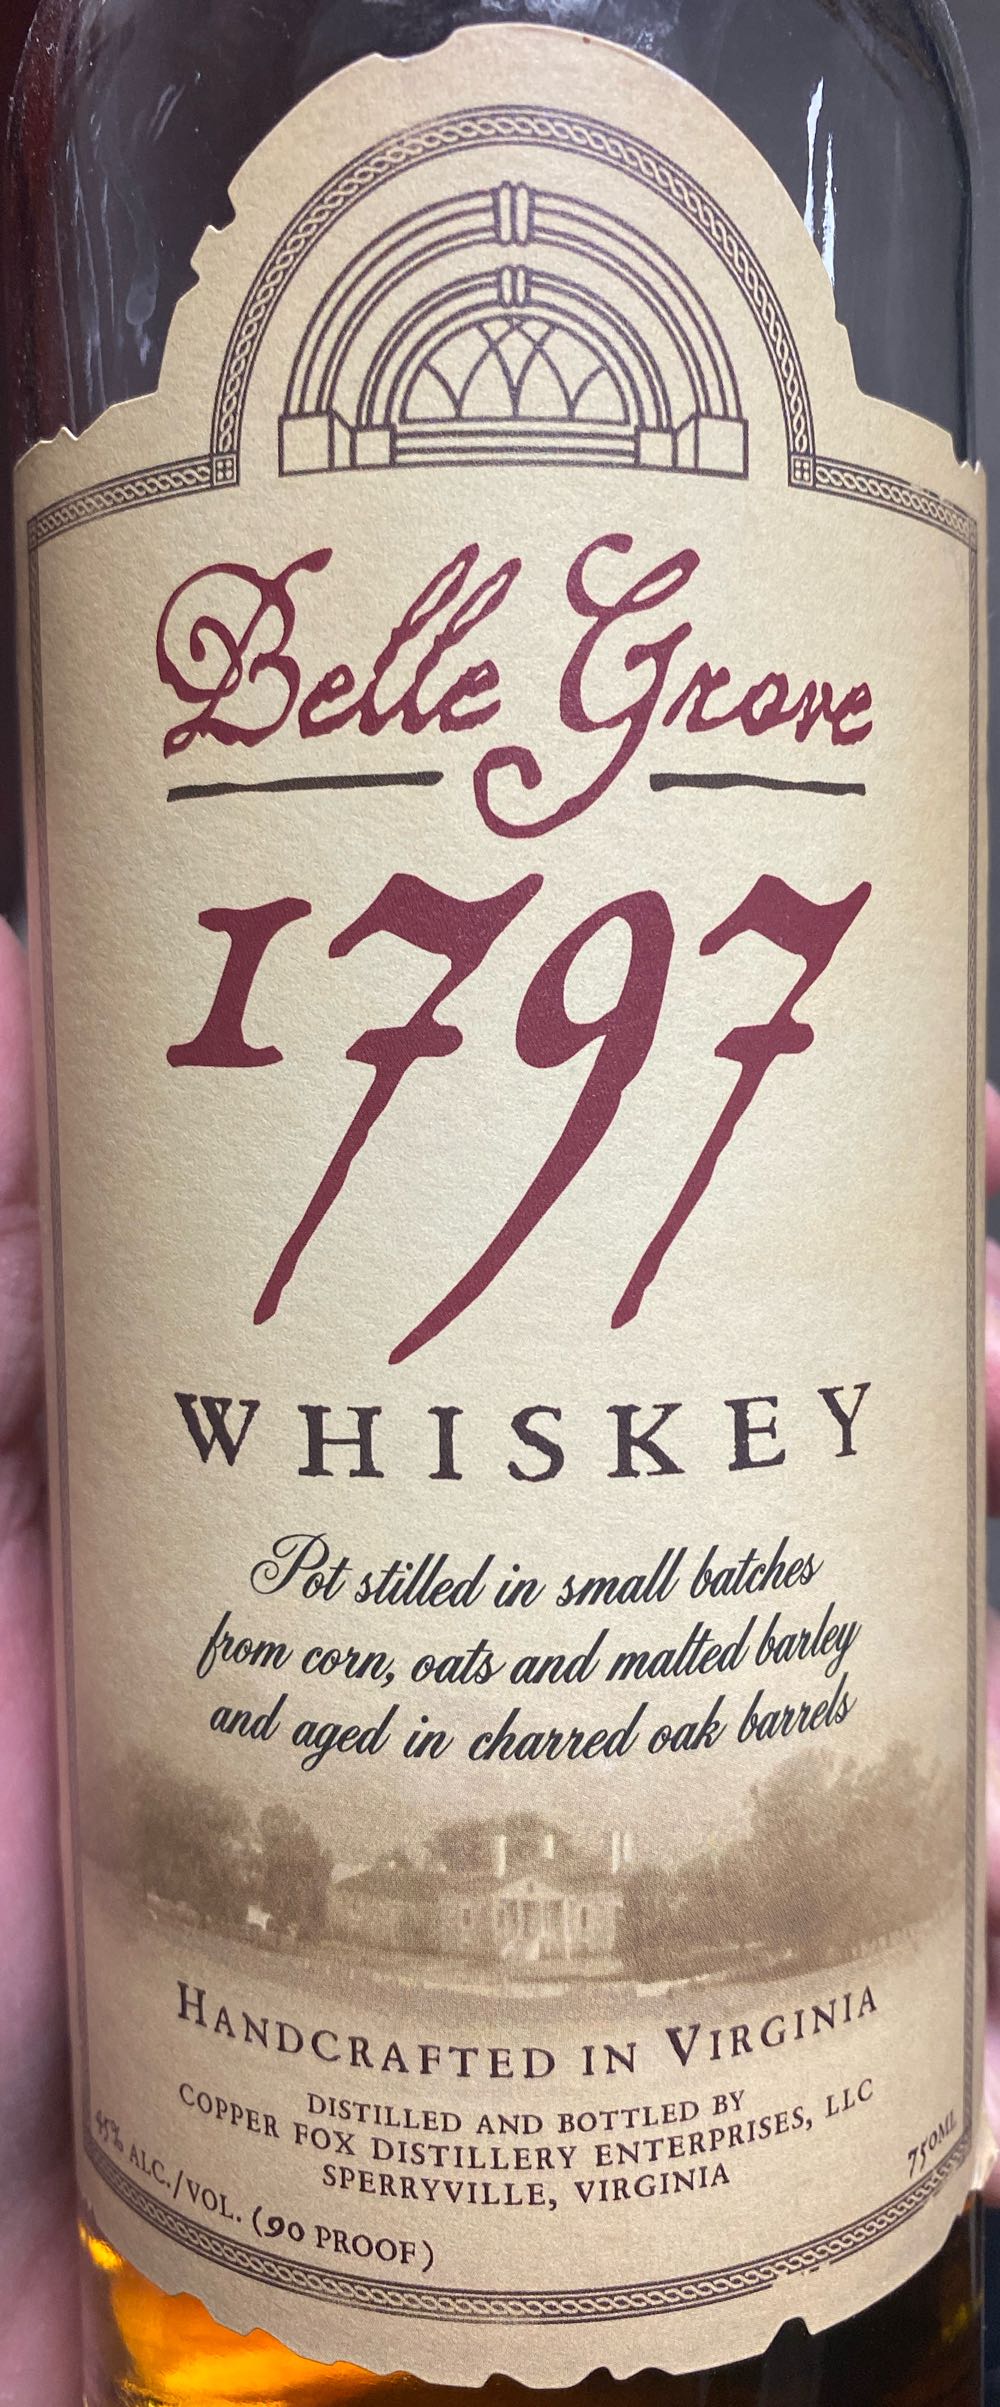 Belle Grove
1797
WHISKEY
Pot stilled in small batches
from corn, oats and malted barley
and aged in charred oak barrels
HANDCRAFTED IN VIRGINIA
DISTILLED AND BOTTLED BY
COPPER FOX DISTILLERY ENTERPRISES, LLC
SPERRYVILLE, VIRGINIA
45% ALC./VOL. (90 PROOF)
750ML